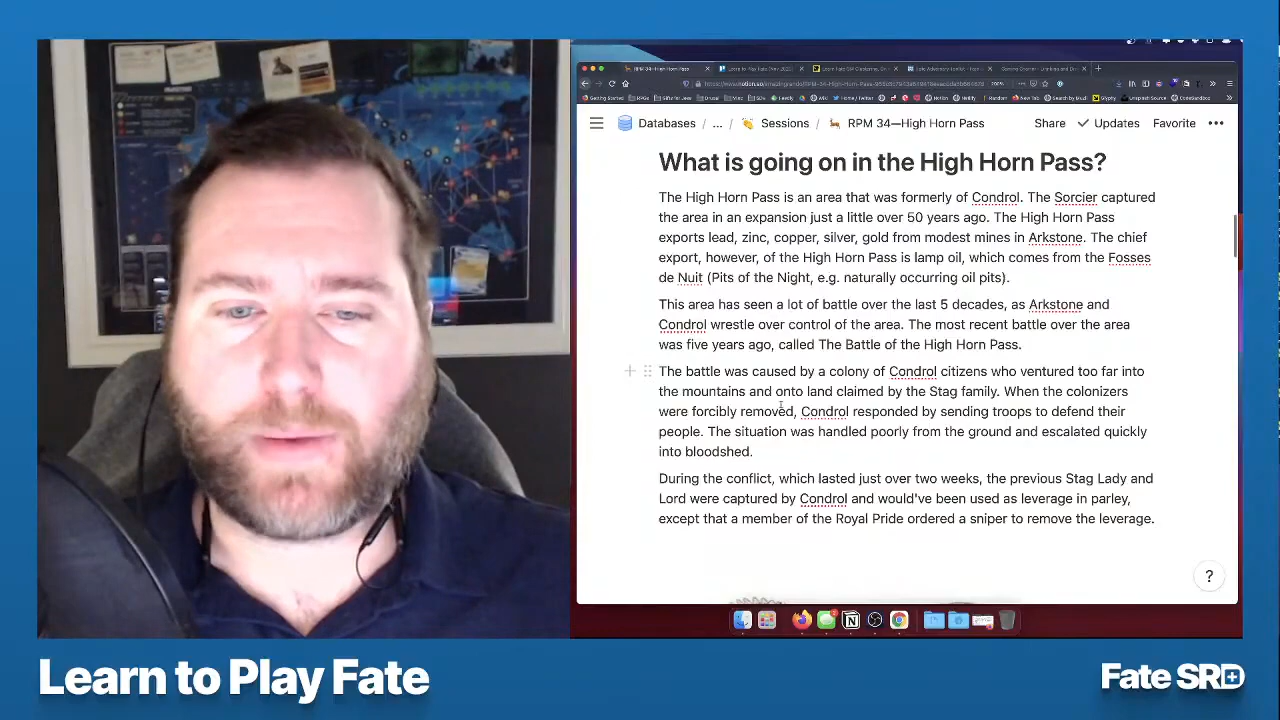 RPM 34—High Horn Pass
Databases / ... / Sessions / RPM 34—High Horn Pass
Share Updates Favorite •••
What is going on in the High Horn Pass?
The High Horn Pass is an area that was formerly of Condrol. The Sorcier captured
the area in an expansion just a little over 50 years ago. The High Horn Pass
exports lead, zinc, copper, silver, gold from modest mines in Arkstone. The chief
export, however, of the High Horn Pass is lamp oil, which comes from the Fosses
de Nuit (Pits of the Night, e.g. naturally occurring oil pits).
This area has seen a lot of battle over the last 5 decades, as Arkstone and
Condrol wrestle over control of the area. The most recent battle over the area
was five years ago, called The Battle of the High Horn Pass.
The battle was caused by a colony of Condrol citizens who ventured too far into
the mountains and onto land claimed by the Stag family. When the colonizers
were forcibly removed, Condrol responded by sending troops to defend their
people. The situation was handled poorly from the ground and escalated quickly
into bloodshed.
During the conflict, which lasted just over two weeks, the previous Stag Lady and
Lord were captured by Condrol and would've been used as leverage in parley,
except that a member of the Royal Pride ordered a sniper to remove the leverage.
?
Learn to Play Fate
Fate SRD